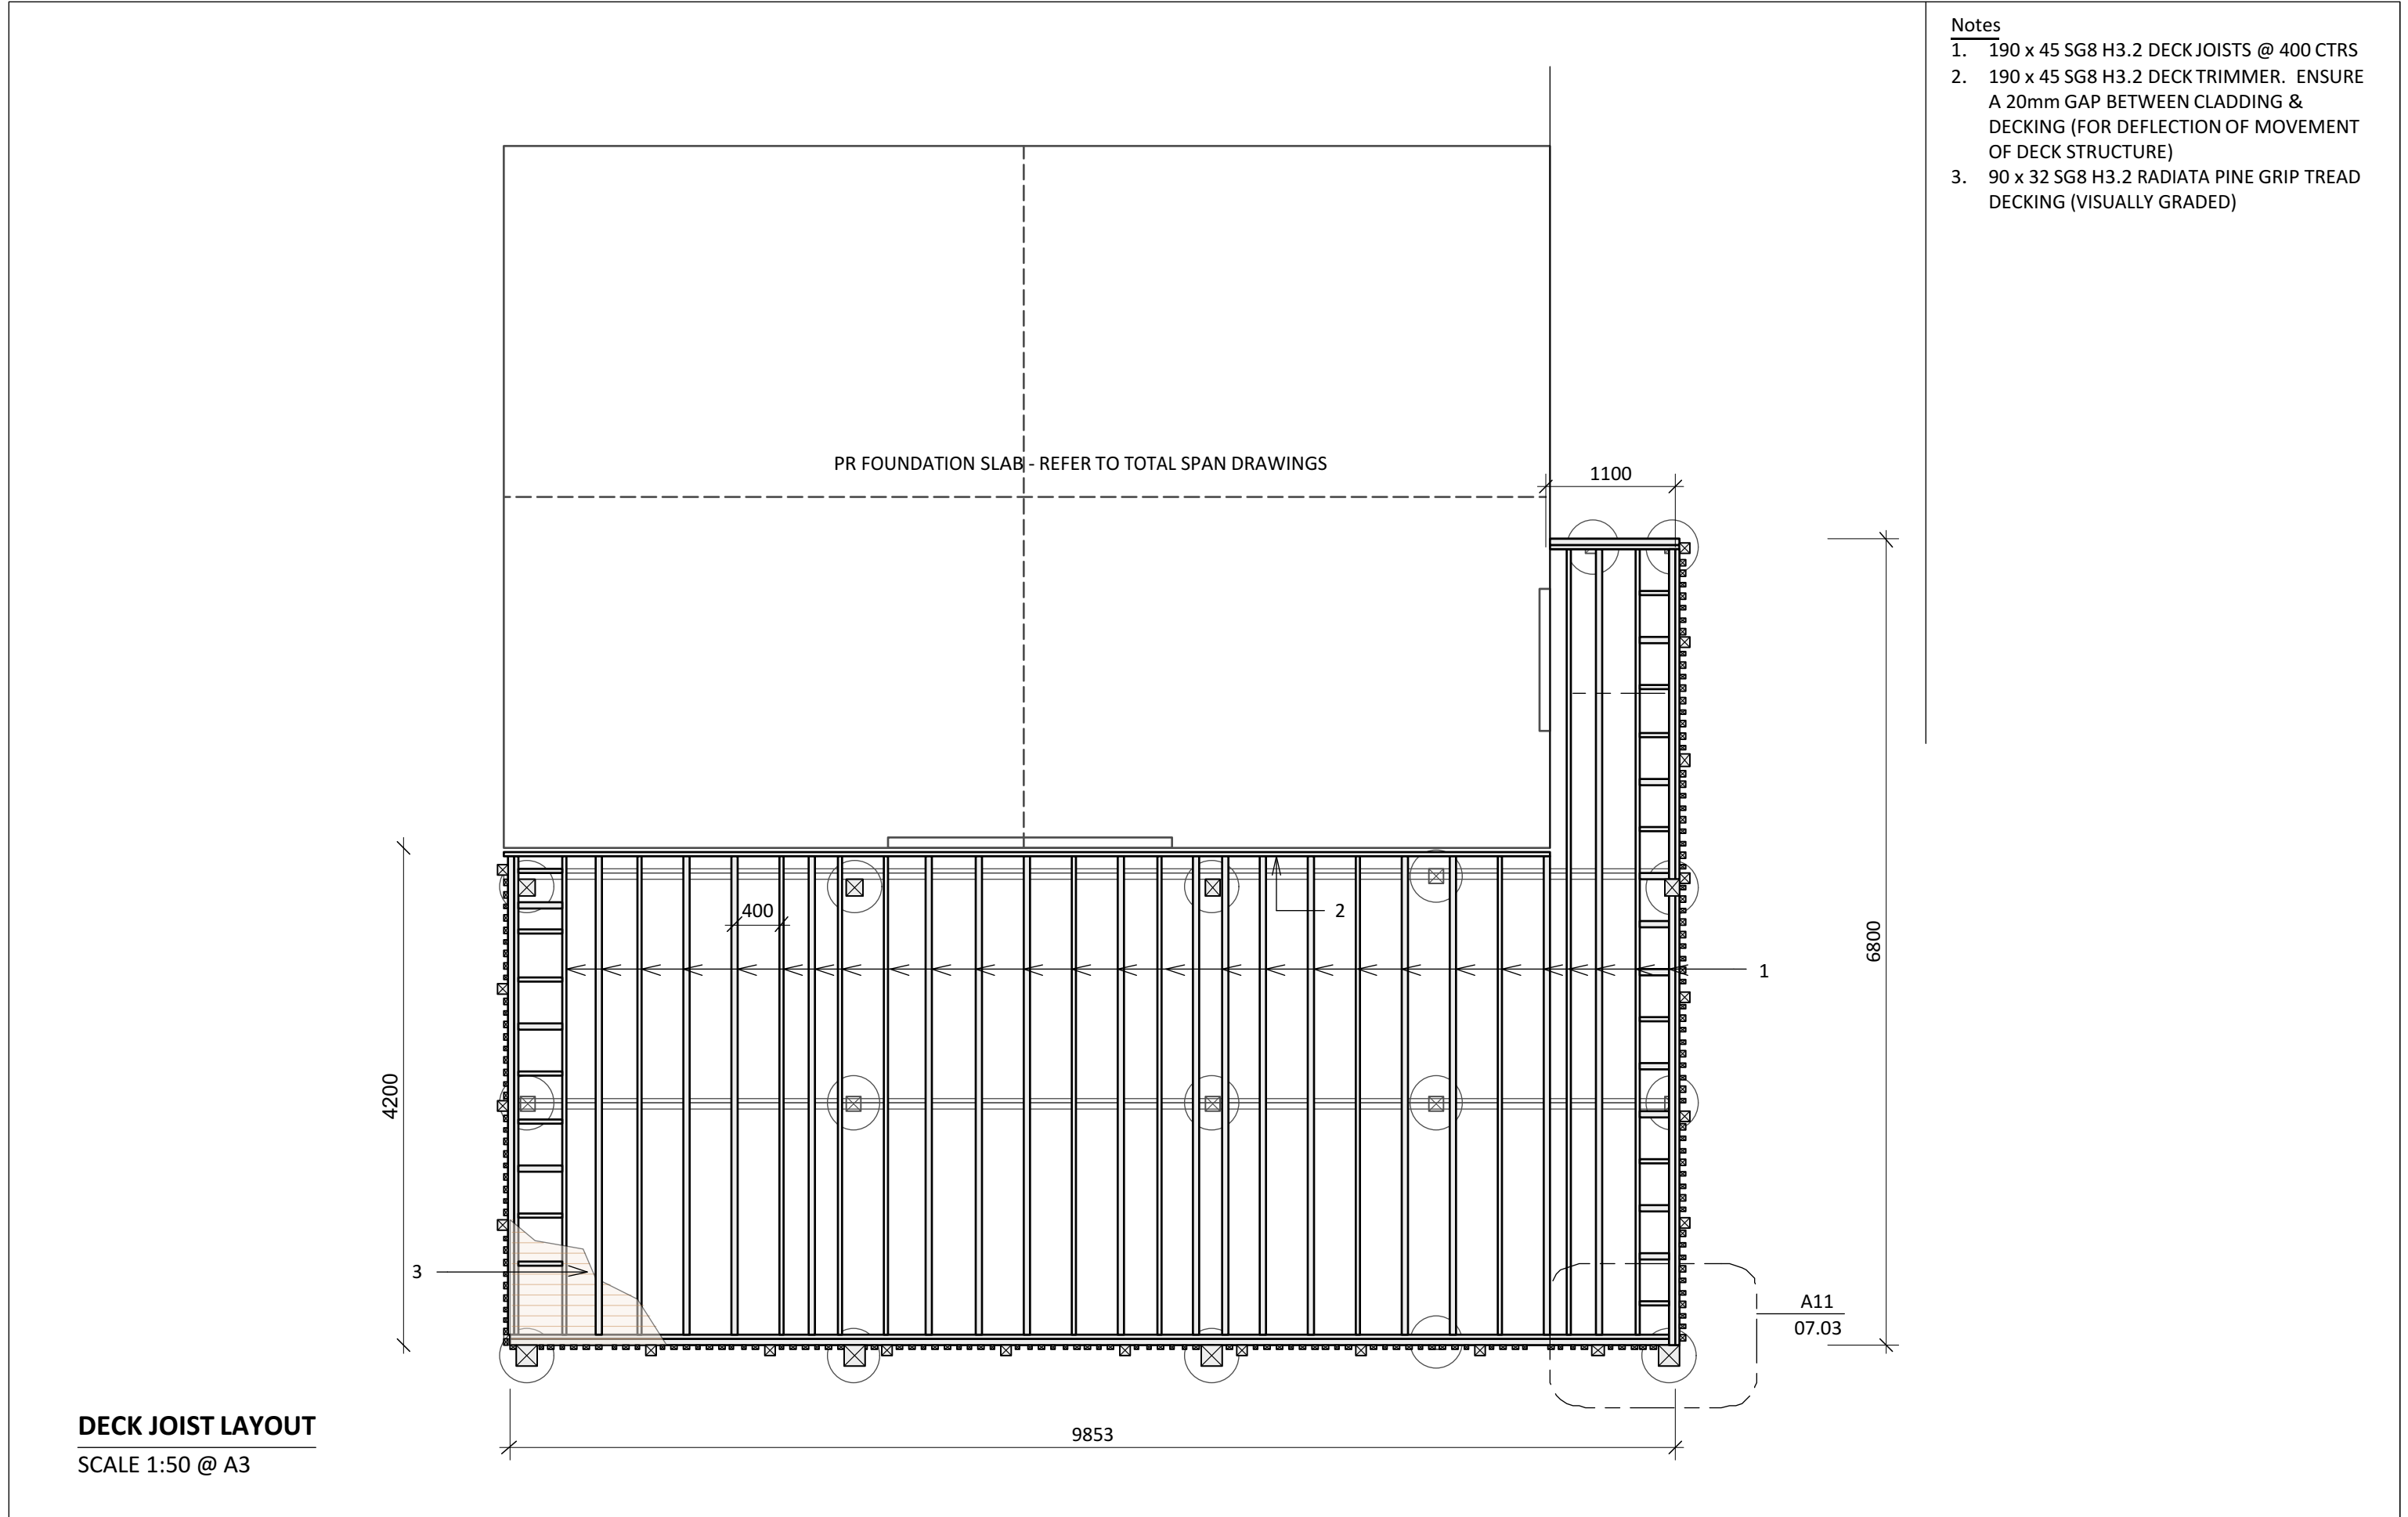 Notes
1. 190 x 45 SG8 H3.2 DECK JOISTS @ 400 CTRS
2. 190 x 45 SG8 H3.2 DECK TRIMMER. ENSURE
A 20mm GAP BETWEEN CLADDING &
DECKING (FOR DEFLECTION OF MOVEMENT
OF DECK STRUCTURE)
3. 90 x 32 SG8 H3.2 RADIATA PINE GRIP TREAD
DECKING (VISUALLY GRADED)
PR FOUNDATION SLAB - REFER TO TOTAL SPAN DRAWINGS
1100
400
2
6800
1
4200
3
A11
07.03
9853
DECK JOIST LAYOUT
SCALE 1:50 @ A3